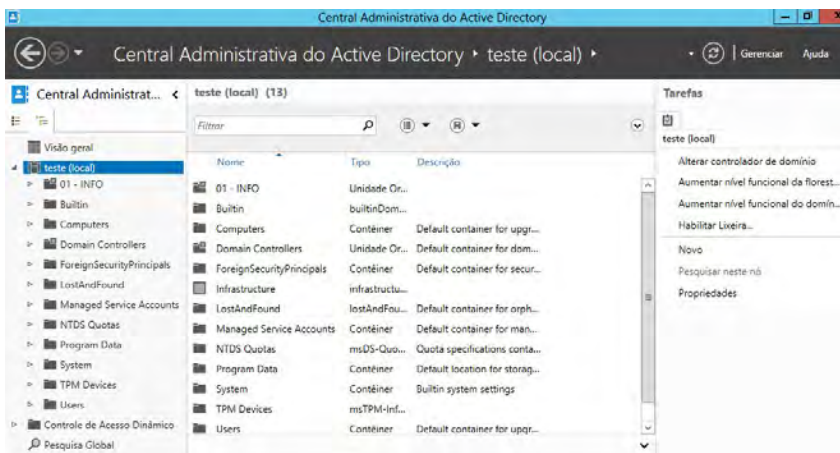 Central Administrativa do Active Directory
Central Administrativa do Active Directory ▸ teste (local) ▸
Gerenciar Ajuda
Central Administrat...
Visão geral
teste (local)
01 - INFO
Builtin
Computers
Domain Controllers
ForeignSecurityPrincipals
LostAndFound
Managed Service Accounts
NTDS Quotas
Program Data
System
TPM Devices
Users
Controle de Acesso Dinâmico
Pesquisa Global
teste (local) (13)
Filtrar
Nome Tipo Descrição
01 - INFO Unidade Or...
Builtin builtinDom...
Computers Contêiner Default container for upgr...
Domain Controllers Unidade Or... Default container for dom...
ForeignSecurityPrincipals Contêiner Default container for secur...
Infrastructure infrastructu...
LostAndFound lostAndFou... Default container for orph...
Managed Service Accounts Contêiner Default container for man...
NTDS Quotas msDS-Quo... Quota specifications conta...
Program Data Contêiner Default location for storag...
System Contêiner Builtin system settings
TPM Devices msTPM-Inf...
Users Contêiner Default container for upgr...
Tarefas
teste (local)
Alterar controlador de domínio
Aumentar nível funcional da florest...
Aumentar nível funcional do domín...
Habilitar Lixeira...
Novo
Pesquisar neste nó
Propriedades